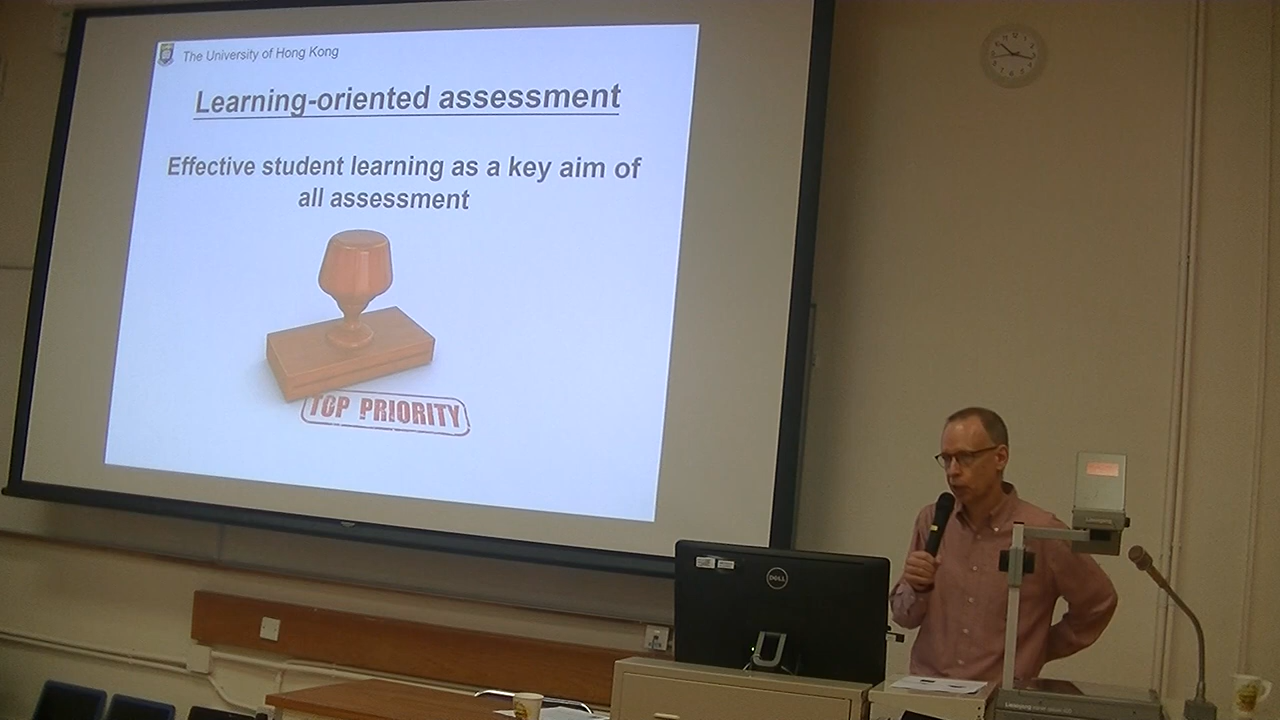 The University of Hong Kong
Learning-oriented assessment
Effective student learning as a key aim of
all assessment
TOP PRIORITY
DELL